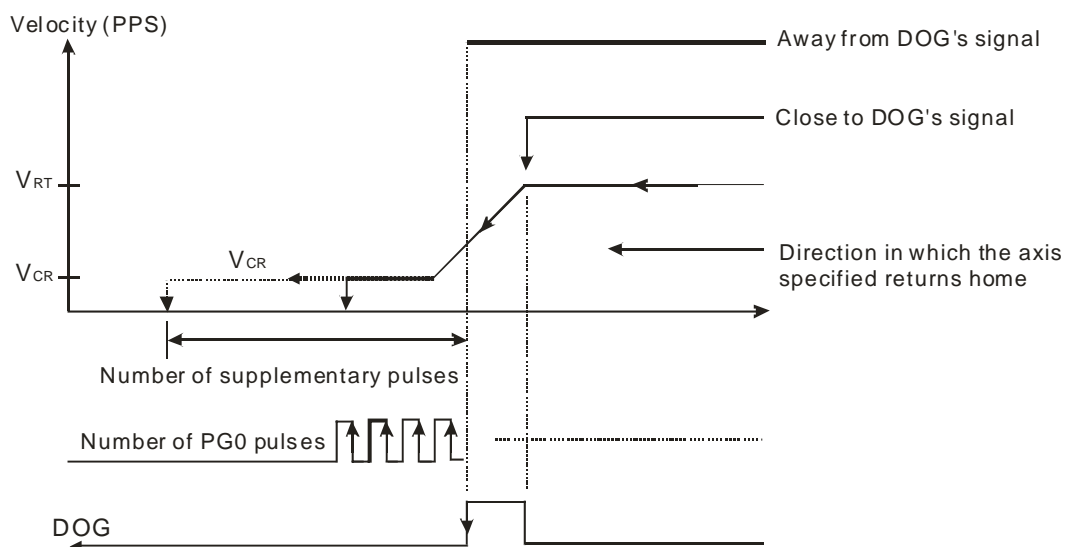 Velocity (PPS)
Away from DOG's signal
Close to DOG's signal
VRT
Direction in which the axis
specified returns home
VCR
VCR
Number of supplementary pulses
Number of PG0 pulses
DOG